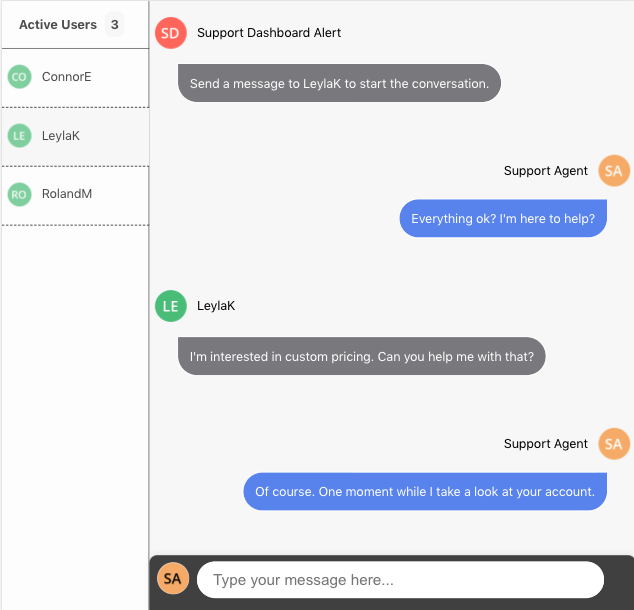 Active Users 3
CO ConnorE
LE LeylaK
RO RolandM
SD Support Dashboard Alert
Send a message to LeylaK to start the conversation.
Support Agent SA
Everything ok? I'm here to help?
LE LeylaK
I'm interested in custom pricing. Can you help me with that?
Support Agent SA
Of course. One moment while I take a look at your account.
SA Type your message here...